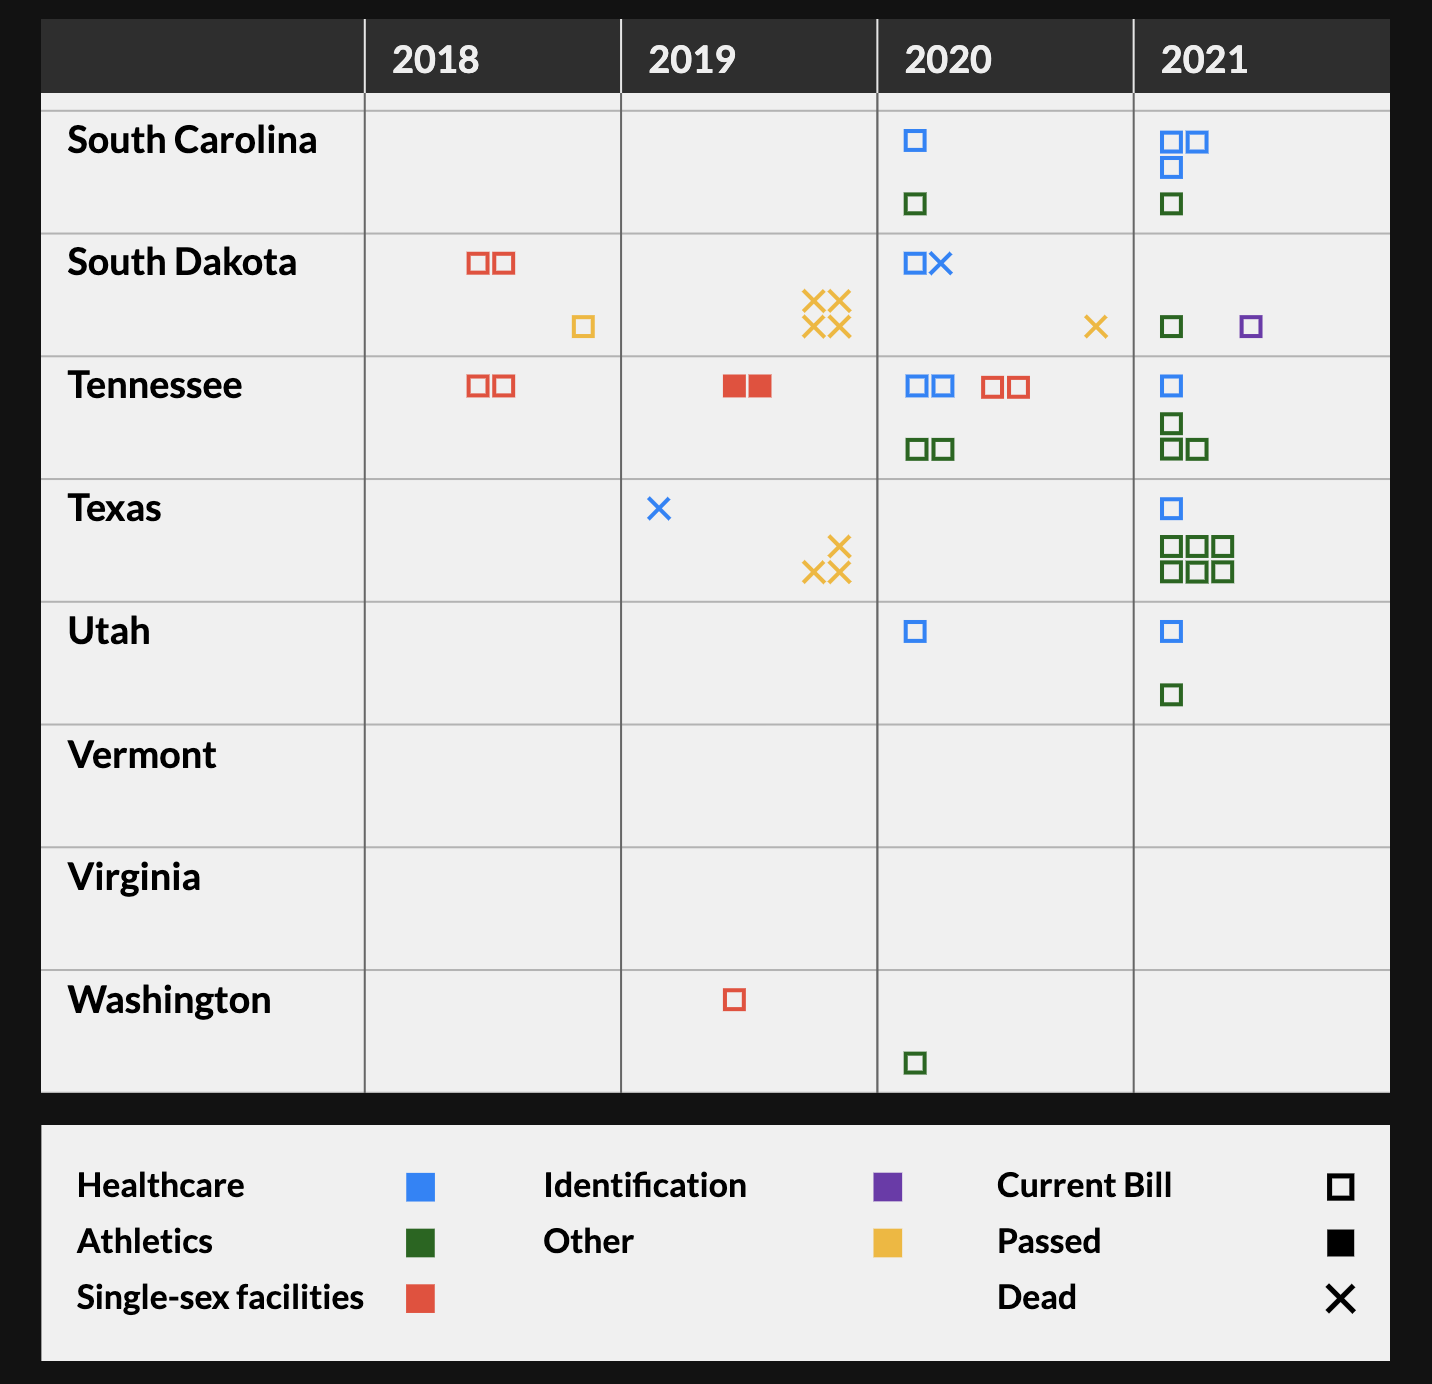 2018 2019 2020 2021
South Carolina
South Dakota
Tennessee
Texas
Utah
Vermont
Virginia
Washington
Healthcare Identification Current Bill
Athletics Other Passed
Single-sex facilities Dead